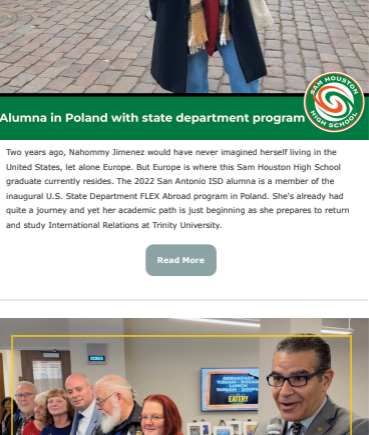 SAM HOUSTON
HIGH SCHOOL
Alumna in Poland with state department program
Two years ago, Nahommy Jimenez would have never imagined herself living in the
United States, let alone Europe. But Europe is where this Sam Houston High School
graduate currently resides. The 2022 San Antonio ISD alumna is a member of the
inaugural U.S. State Department FLEX Abroad program in Poland. She's already had
quite a journey and yet her academic path is just beginning as she prepares to return
and study International Relations at Trinity University.
Read More
BREAKFAST
LUNCH
EATERY